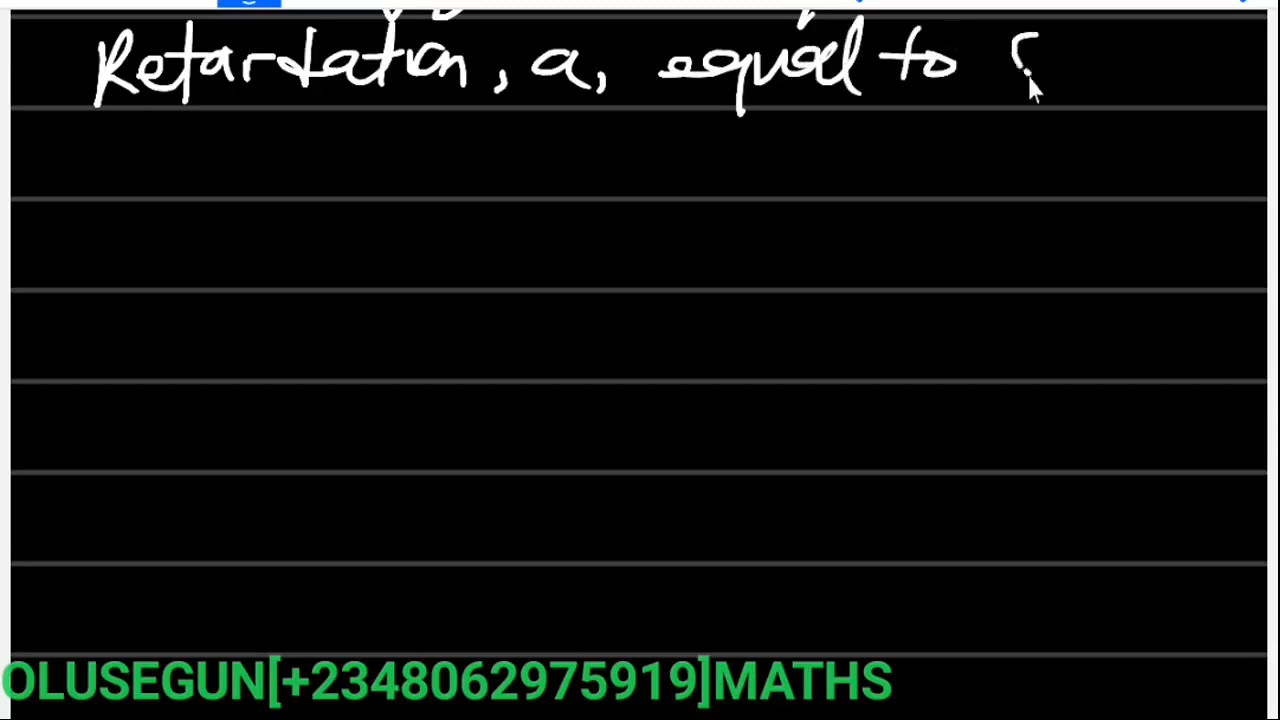 Retardation, a, equal to
OLUSEGUN[+2348062975919]MATHS